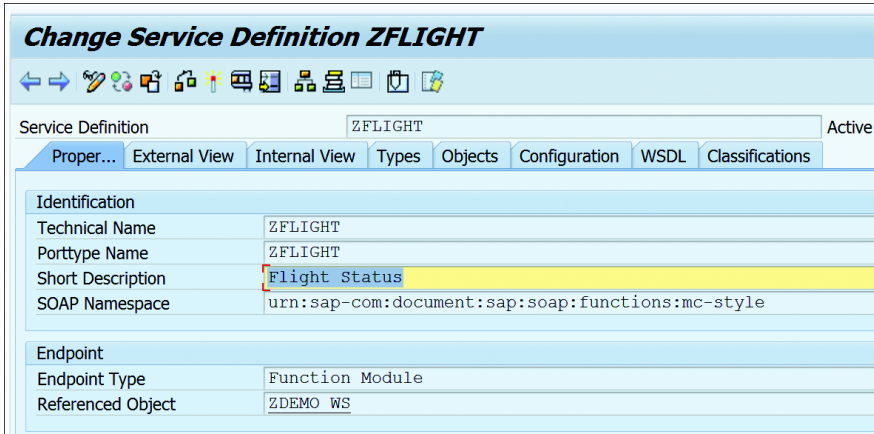 Change Service Definition ZFLIGHT
Service Definition ZFLIGHT Active
Proper... External View Internal View Types Objects Configuration WSDL Classifications
Identification
Technical Name ZFLIGHT
Porttype Name ZFLIGHT
Short Description Flight Status
SOAP Namespace urn:sap-com:document:sap:soap:functions:mc-style
Endpoint
Endpoint Type Function Module
Referenced Object ZDEMO WS